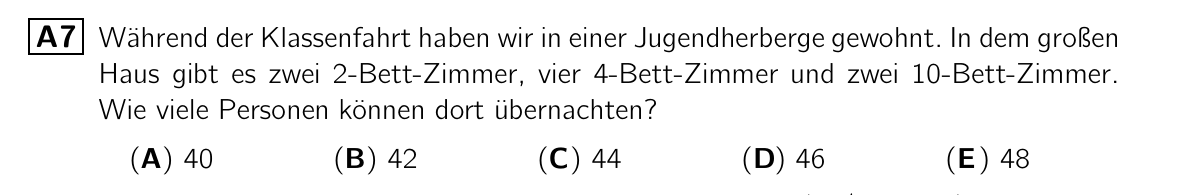 A7 Während der Klassenfahrt haben wir in einer Jugendherberge gewohnt. In dem großen
Haus gibt es zwei 2-Bett-Zimmer, vier 4-Bett-Zimmer und zwei 10-Bett-Zimmer.
Wie viele Personen können dort übernachten?
(A) 40 (B) 42 (C) 44 (D) 46 (E) 48